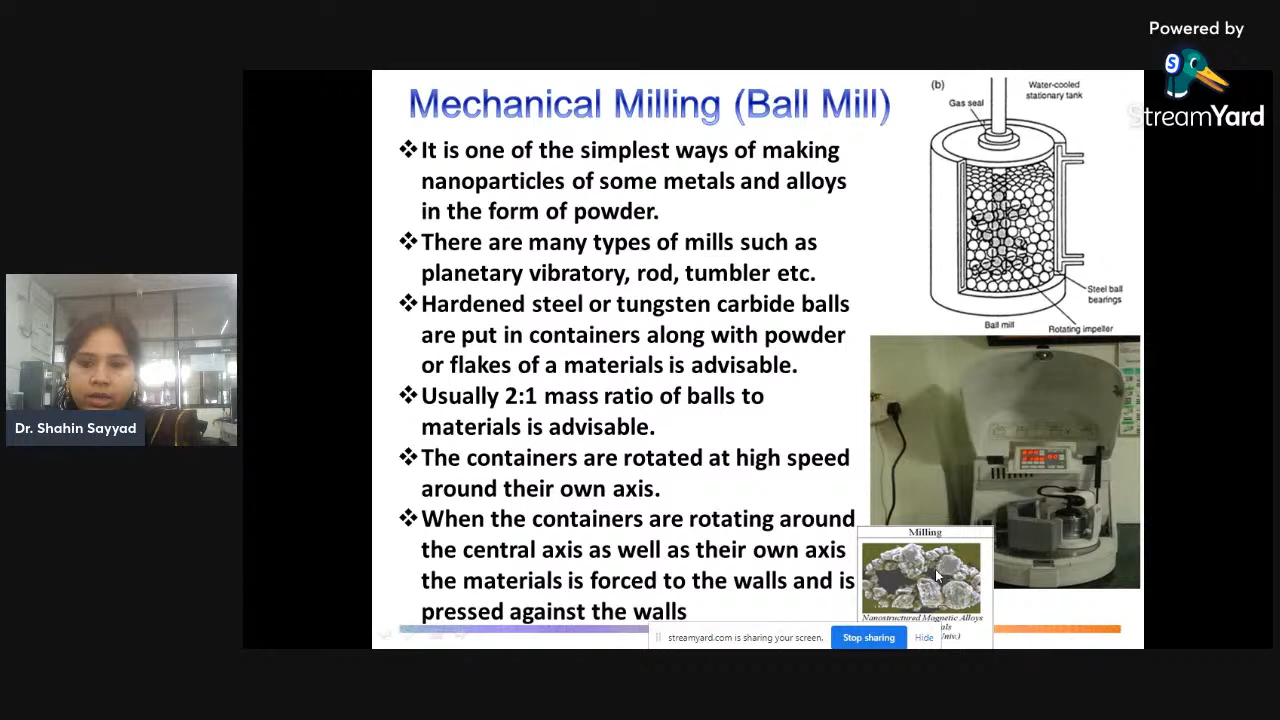 Powered by
StreamYard
Mechanical Milling (Ball Mill)
❖It is one of the simplest ways of making
nanoparticles of some metals and alloys
in the form of powder.
❖There are many types of mills such as
planetary vibratory, rod, tumbler etc.
❖Hardened steel or tungsten carbide balls
are put in containers along with powder
or flakes of a materials is advisable.
❖Usually 2:1 mass ratio of balls to
materials is advisable.
❖The containers are rotated at high speed
around their own axis.
❖When the containers are rotating around
the central axis as well as their own axis
the materials is forced to the walls and is
pressed against the walls
(b)
Water-cooled
stationary tank
Gas seal
Steel ball
bearings
Ball mill
Rotating impeller
Milling
Nanostructured Magnetic Alloys
Dr. Shahin Sayyad
streamyard.com is sharing your screen.
Stop sharing
Hide